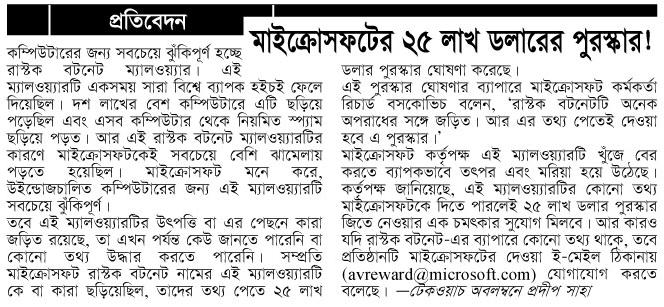 প্রতিবেদন
মাইক্রোসফটের ২৫ লাখ ডলারের পুরস্কার!
কম্পিউটারের জন্য সবচেয়ে ঝুঁকিপূর্ণ হচ্ছে
রাস্টক বটনেট ম্যালওয়্যার। এই
ম্যালওয়্যারটি একসময় সারা বিশ্বে ব্যাপক হইচই ফেলে
দিয়েছিল। দশ লাখের বেশ কম্পিউটারে এটি ছড়িয়ে
পড়েছিল এবং এসব কম্পিউটার থেকে নিয়মিত স্প্যাম
ছড়িয়ে পড়ত। আর এই রাস্টক বটনেট ম্যালওয়্যারটির
কারণে মাইক্রোসফটকেই সবচেয়ে বেশি ঝামেলায়
পড়তে হয়েছিল। মাইক্রোসফট মনে করে,
উইন্ডোজচালিত কম্পিউটারের জন্য এই ম্যালওয়্যারটি
সবচেয়ে ঝুঁকিপূর্ণ।
তবে এই ম্যালওয়্যারটির উৎপত্তি বা এর পেছনে কারা
জড়িত রয়েছে, তা এখন পর্যন্ত কেউ জানতে পারেনি বা
কোনো তথ্য উদ্ধার করতে পারেনি। সম্প্রতি
মাইক্রোসফট রাস্টক বটনেট নামের এই ম্যালওয়্যারটি
কে বা কারা ছড়িয়েছিল, তাদের তথ্য পেতে ২৫ লাখ
ডলার পুরস্কার ঘোষণা করেছে।
এই পুরস্কার ঘোষণার ব্যাপারে মাইক্রোসফট কর্মকর্তা
রিচার্ড বসকোভিচ বলেন, ‘রাস্টক বটনেটটি অনেক
অপরাধের সঙ্গে জড়িত। আর এর তথ্য পেতেই দেওয়া
হবে এ পুরস্কার।’
মাইক্রোসফট কর্তৃপক্ষ এই ম্যালওয়্যারটি খুঁজে বের
করতে ব্যাপকভাবে তৎপর এবং মরিয়া হয়ে উঠেছে।
কর্তৃপক্ষ জানিয়েছে, এই ম্যালওয়্যারটির কোনো তথ্য
মাইক্রোসফটকে দিতে পারলেই ২৫ লাখ ডলার পুরস্কার
জিতে নেওয়ার এক চমৎকার সুযোগ মিলবে। আর কারও
যদি রাস্টক বটনেট-এর ব্যাপারে কোনো তথ্য থাকে, তবে
প্রতিষ্ঠানটি মাইক্রোসফটের দেওয়া ই-মেইল ঠিকানায়
(avreward@microsoft.com) যোগাযোগ করতে
বলেছে। —টেকওয়াচ অবলম্বনে প্রদীপ সাহা